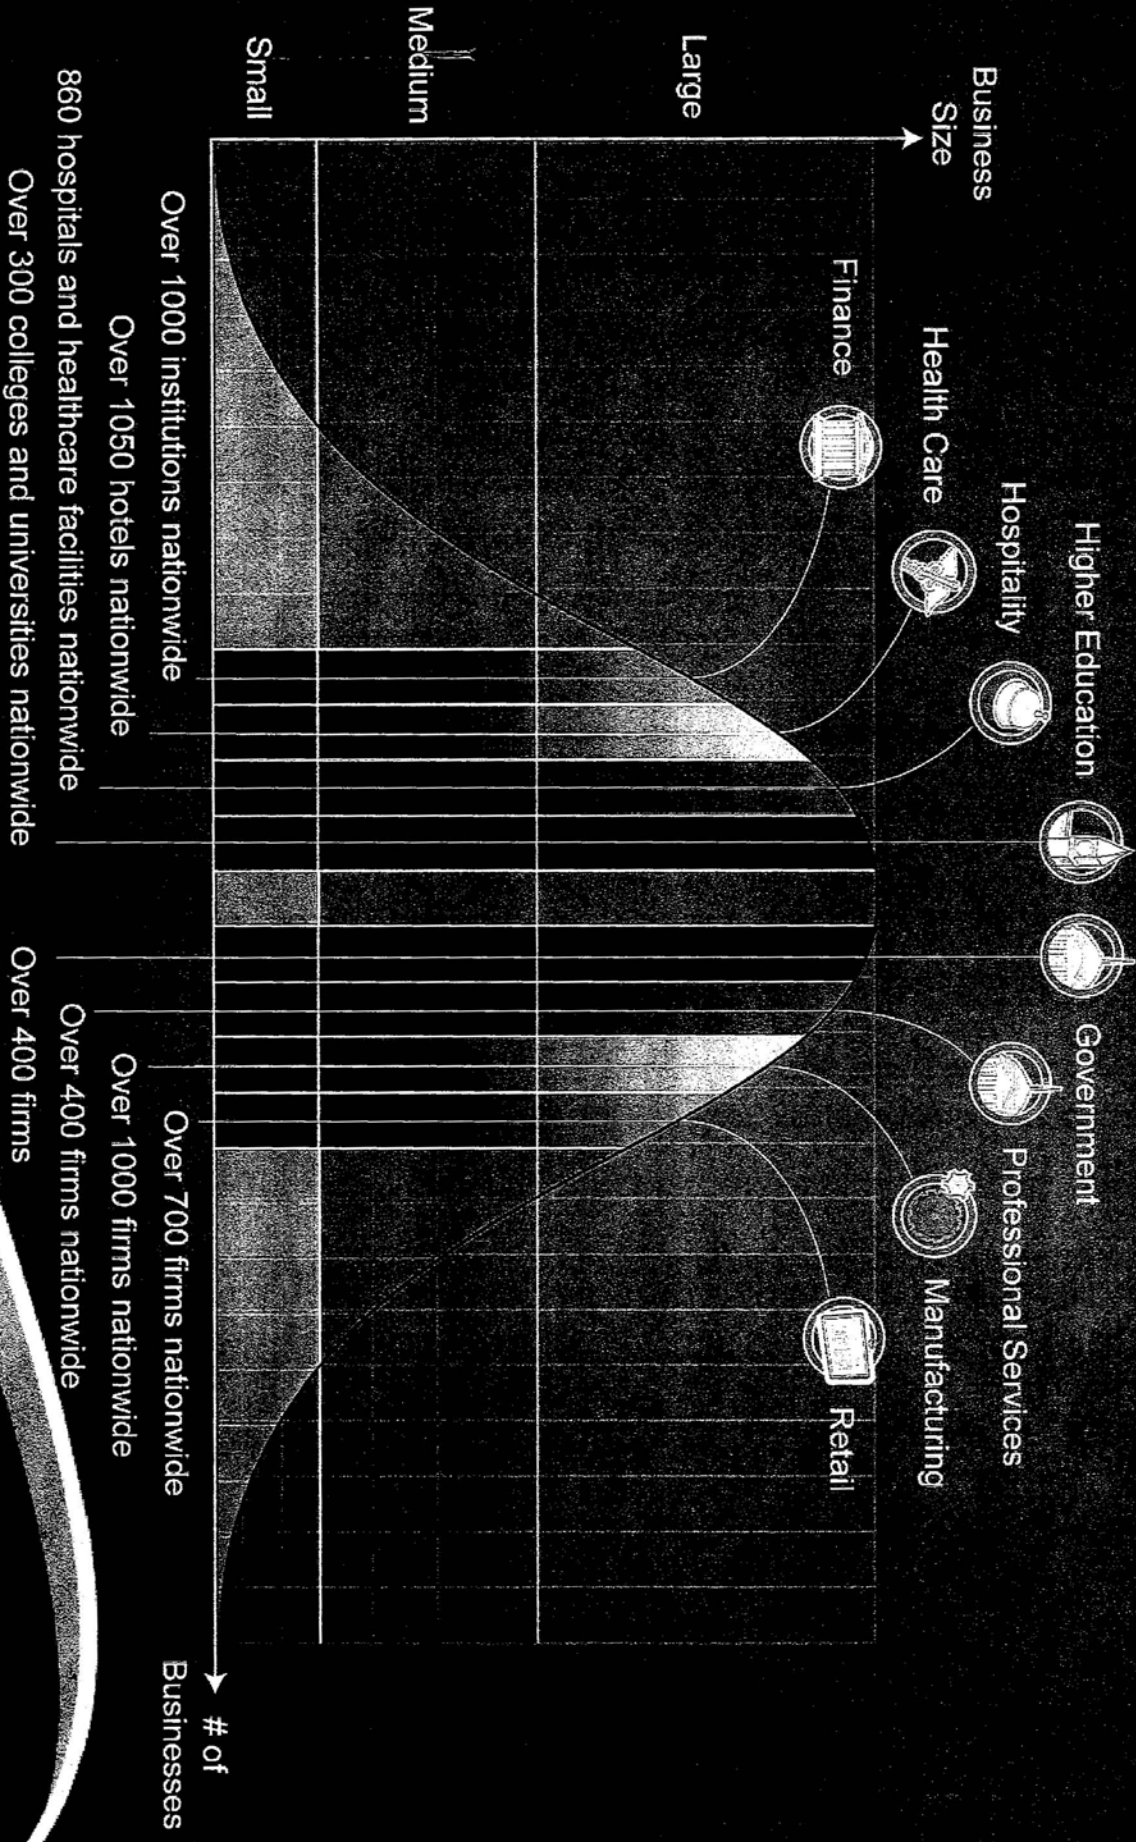 Business
Size
Large
Medium
Small
Finance
Health Care
Hospitality
Higher Education
Government
Professional Services
Manufacturing
Retail
# of
Businesses
Over 1000 institutions nationwide
Over 1050 hotels nationwide
860 hospitals and healthcare facilities nationwide
Over 300 colleges and universities nationwide
Over 700 firms nationwide
Over 1000 firms nationwide
Over 400 firms nationwide
Over 400 firms